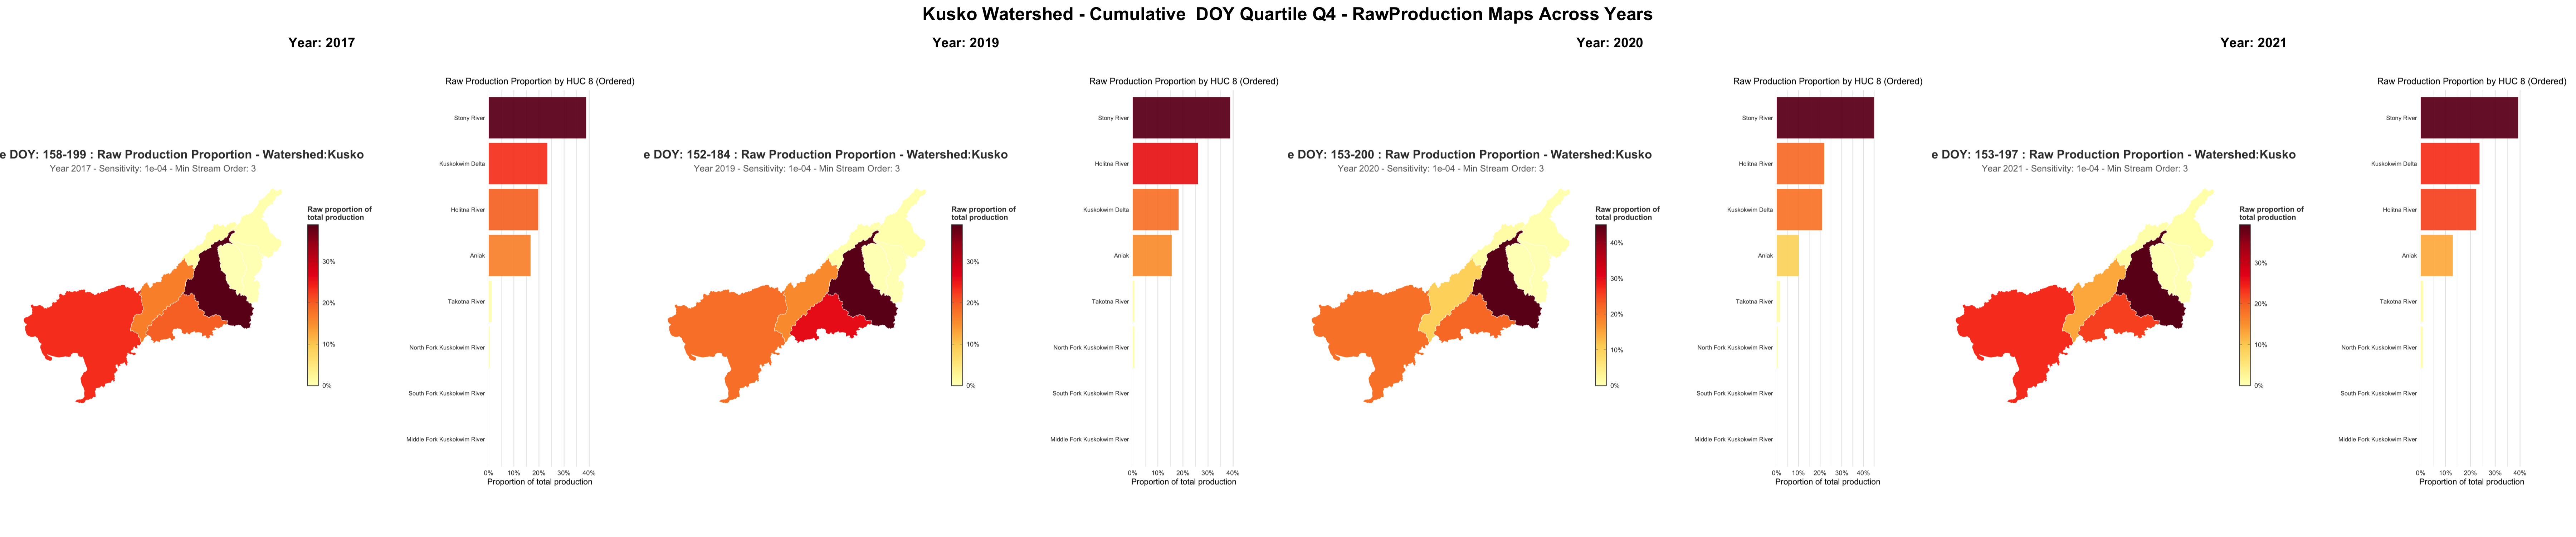 Kusko Watershed - Cumulative  DOY Quartile Q4 - RawProduction Maps Across Years
Year: 2017
e DOY: 158-199 : Raw Production Proportion - Watershed:Kusko
Year 2017 - Sensitivity: 1e-04 - Min Stream Order: 3
Raw proportion of
total production
30%
20%
10%
0%
Raw Production Proportion by HUC 8 (Ordered)
Stony River
Kuskokwim Delta
Holitna River
Aniak
Takotna River
North Fork Kuskokwim River
South Fork Kuskokwim River
Middle Fork Kuskokwim River
0% 10% 20% 30% 40%
Proportion of total production
Year: 2019
e DOY: 152-184 : Raw Production Proportion - Watershed:Kusko
Year 2019 - Sensitivity: 1e-04 - Min Stream Order: 3
Raw proportion of
total production
30%
20%
10%
0%
Raw Production Proportion by HUC 8 (Ordered)
Stony River
Holitna River
Kuskokwim Delta
Aniak
Takotna River
North Fork Kuskokwim River
South Fork Kuskokwim River
Middle Fork Kuskokwim River
0% 10% 20% 30% 40%
Proportion of total production
Year: 2020
e DOY: 153-200 : Raw Production Proportion - Watershed:Kusko
Year 2020 - Sensitivity: 1e-04 - Min Stream Order: 3
Raw proportion of
total production
40%
30%
20%
10%
0%
Raw Production Proportion by HUC 8 (Ordered)
Stony River
Holitna River
Kuskokwim Delta
Aniak
Takotna River
North Fork Kuskokwim River
South Fork Kuskokwim River
Middle Fork Kuskokwim River
0% 10% 20% 30% 40%
Proportion of total production
Year: 2021
e DOY: 153-197 : Raw Production Proportion - Watershed:Kusko
Year 2021 - Sensitivity: 1e-04 - Min Stream Order: 3
Raw proportion of
total production
30%
20%
10%
0%
Raw Production Proportion by HUC 8 (Ordered)
Stony River
Kuskokwim Delta
Holitna River
Aniak
Takotna River
North Fork Kuskokwim River
South Fork Kuskokwim River
Middle Fork Kuskokwim River
0% 10% 20% 30% 40%
Proportion of total production